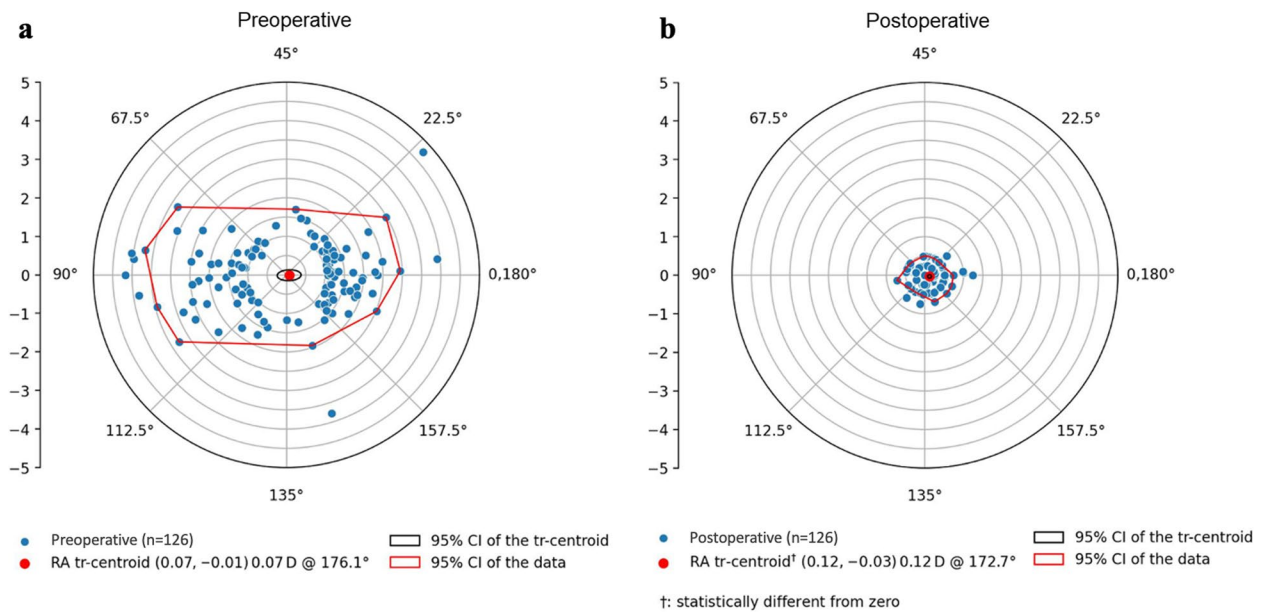 a
Preoperative
45°
67.5°
22.5°
5
4
3
2
1
0
−1
−2
−3
−4
−5
90°
0,180°
112.5°
157.5°
135°
Preoperative (n=126)
95% CI of the tr-centroid
RA tr-centroid (0.07, −0.01) 0.07 D @ 176.1°
95% CI of the data
b
Postoperative
45°
67.5°
22.5°
5
4
3
2
1
0
−1
−2
−3
−4
−5
90°
0,180°
112.5°
157.5°
135°
Postoperative (n=126)
95% CI of the tr-centroid
RA tr-centroid† (0.12, −0.03) 0.12 D @ 172.7°
95% CI of the data
†: statistically different from zero